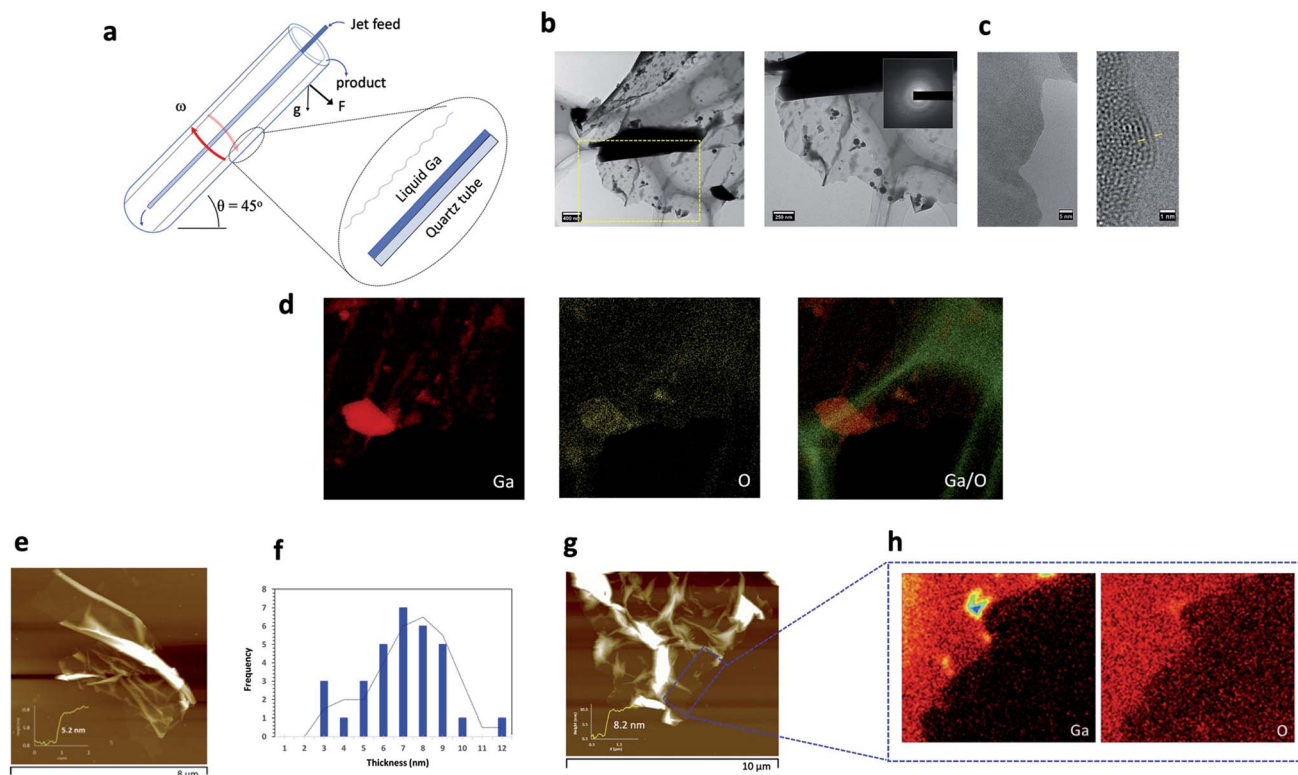 a
Jet feed
product
g
F
ω
θ = 45°
Liquid Ga
Quartz tube
b
400 nm
250 nm
c
5 nm
1 nm
d
Ga
O
Ga/O
e
5.2 nm
8 µm
f
Frequency
8
7
6
5
4
3
2
1
0
1 2 3 4 5 6 7 8 9 10 11 12
Thickness (nm)
g
8.2 nm
10 µm
h
Ga
O